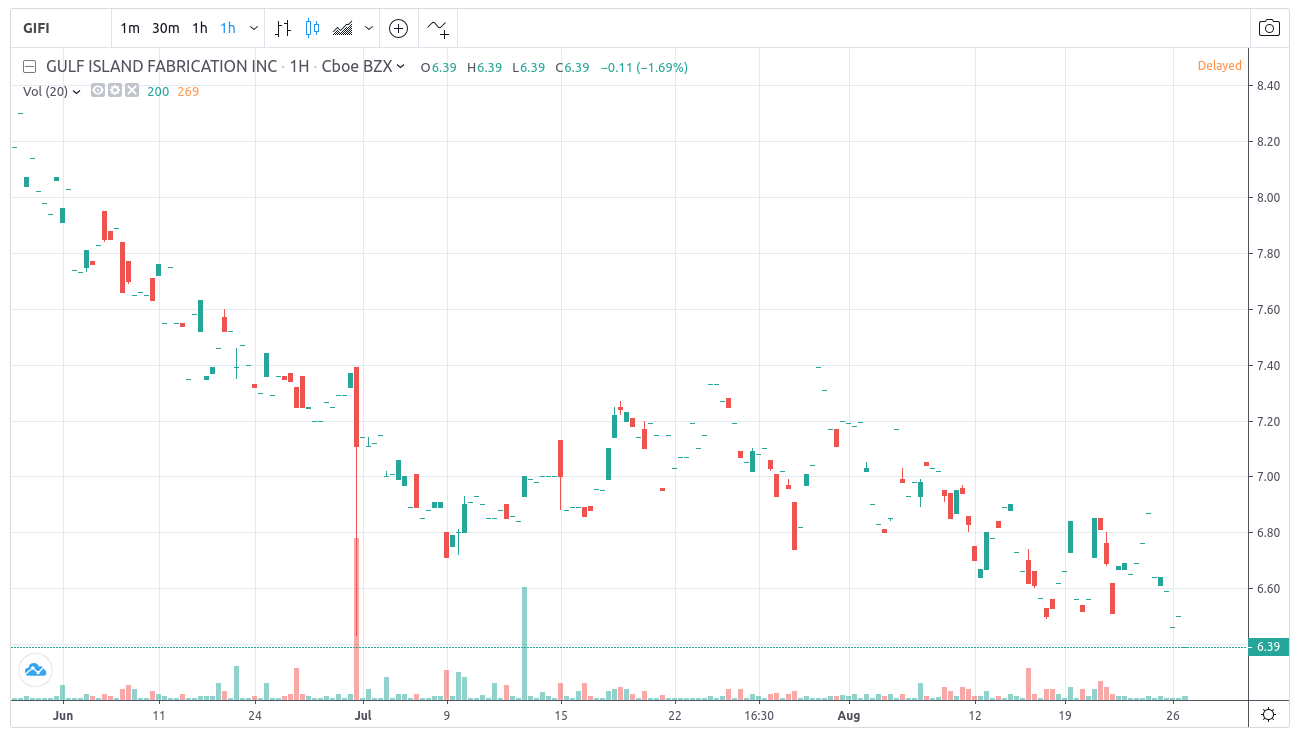 GIFI 1m 30m 1h 1h
GULF ISLAND FABRICATION INC · 1H · Cboe BZX O6.39 H6.39 L6.39 C6.39 −0.11 (−1.69%)
Delayed
Vol (20) 200 269
8.40
8.20
8.00
7.80
7.60
7.40
7.20
7.00
6.80
6.60
6.39
Jun 11 24 Jul 9 15 22 16:30 Aug 12 19 26